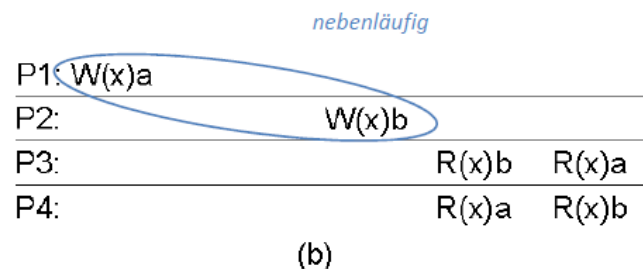 nebenläufig
P1: W(x)a
P2: W(x)b
P3: R(x)b R(x)a
P4: R(x)a R(x)b
(b)